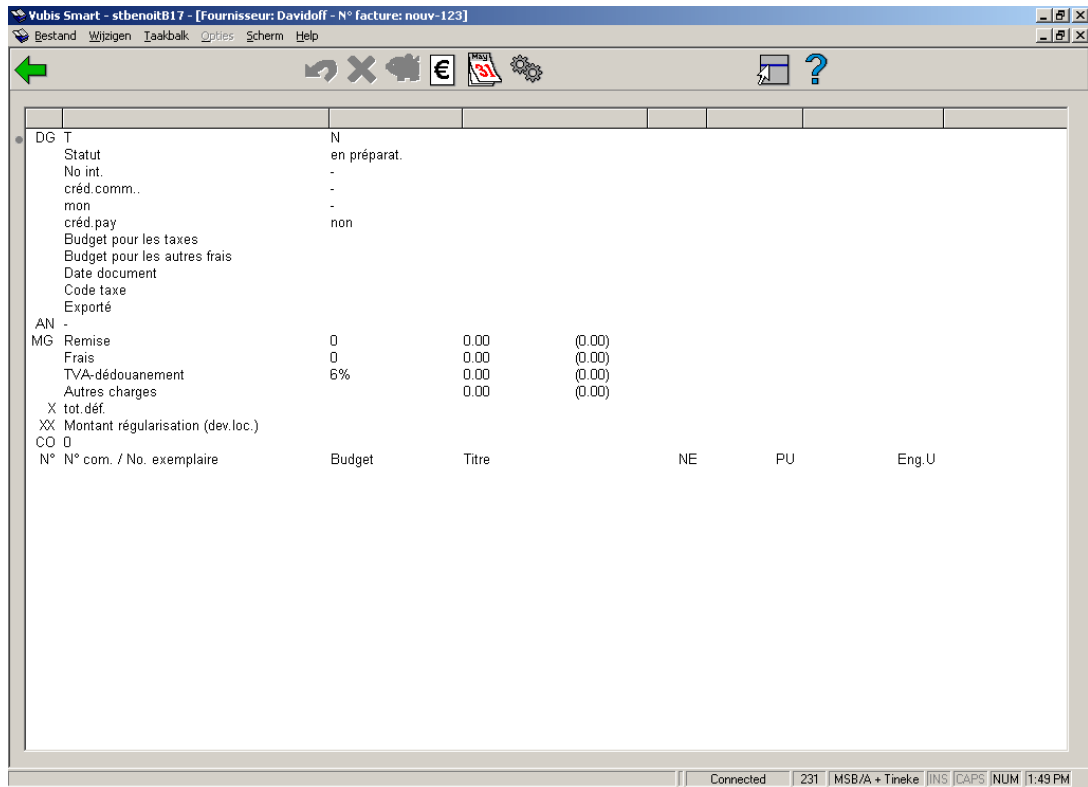 Vubis Smart - stbenoitB17 - [Fournisseur: Davidoff - N° facture: nouv-123]
Bestand Wijzigen Taakbalk Opties Scherm Help
€ May 31 ?
DG T N
Statut en préparat.
No int. -
créd.comm.. -
mon -
créd.pay non
Budget pour les taxes
Budget pour les autres frais
Date document
Code taxe
Exporté
AN -
MG Remise 0 0.00 (0.00)
Frais 0 0.00 (0.00)
TVA-dédouanement 6% 0.00 (0.00)
Autres charges 0.00 (0.00)
X tot.déf.
XX Montant régularisation (dev.loc.)
CO 0
N° N° com. / No. exemplaire Budget Titre NE PU Eng.U
Connected 231 MSB/A + Tineke INS CAPS NUM 1:49 PM